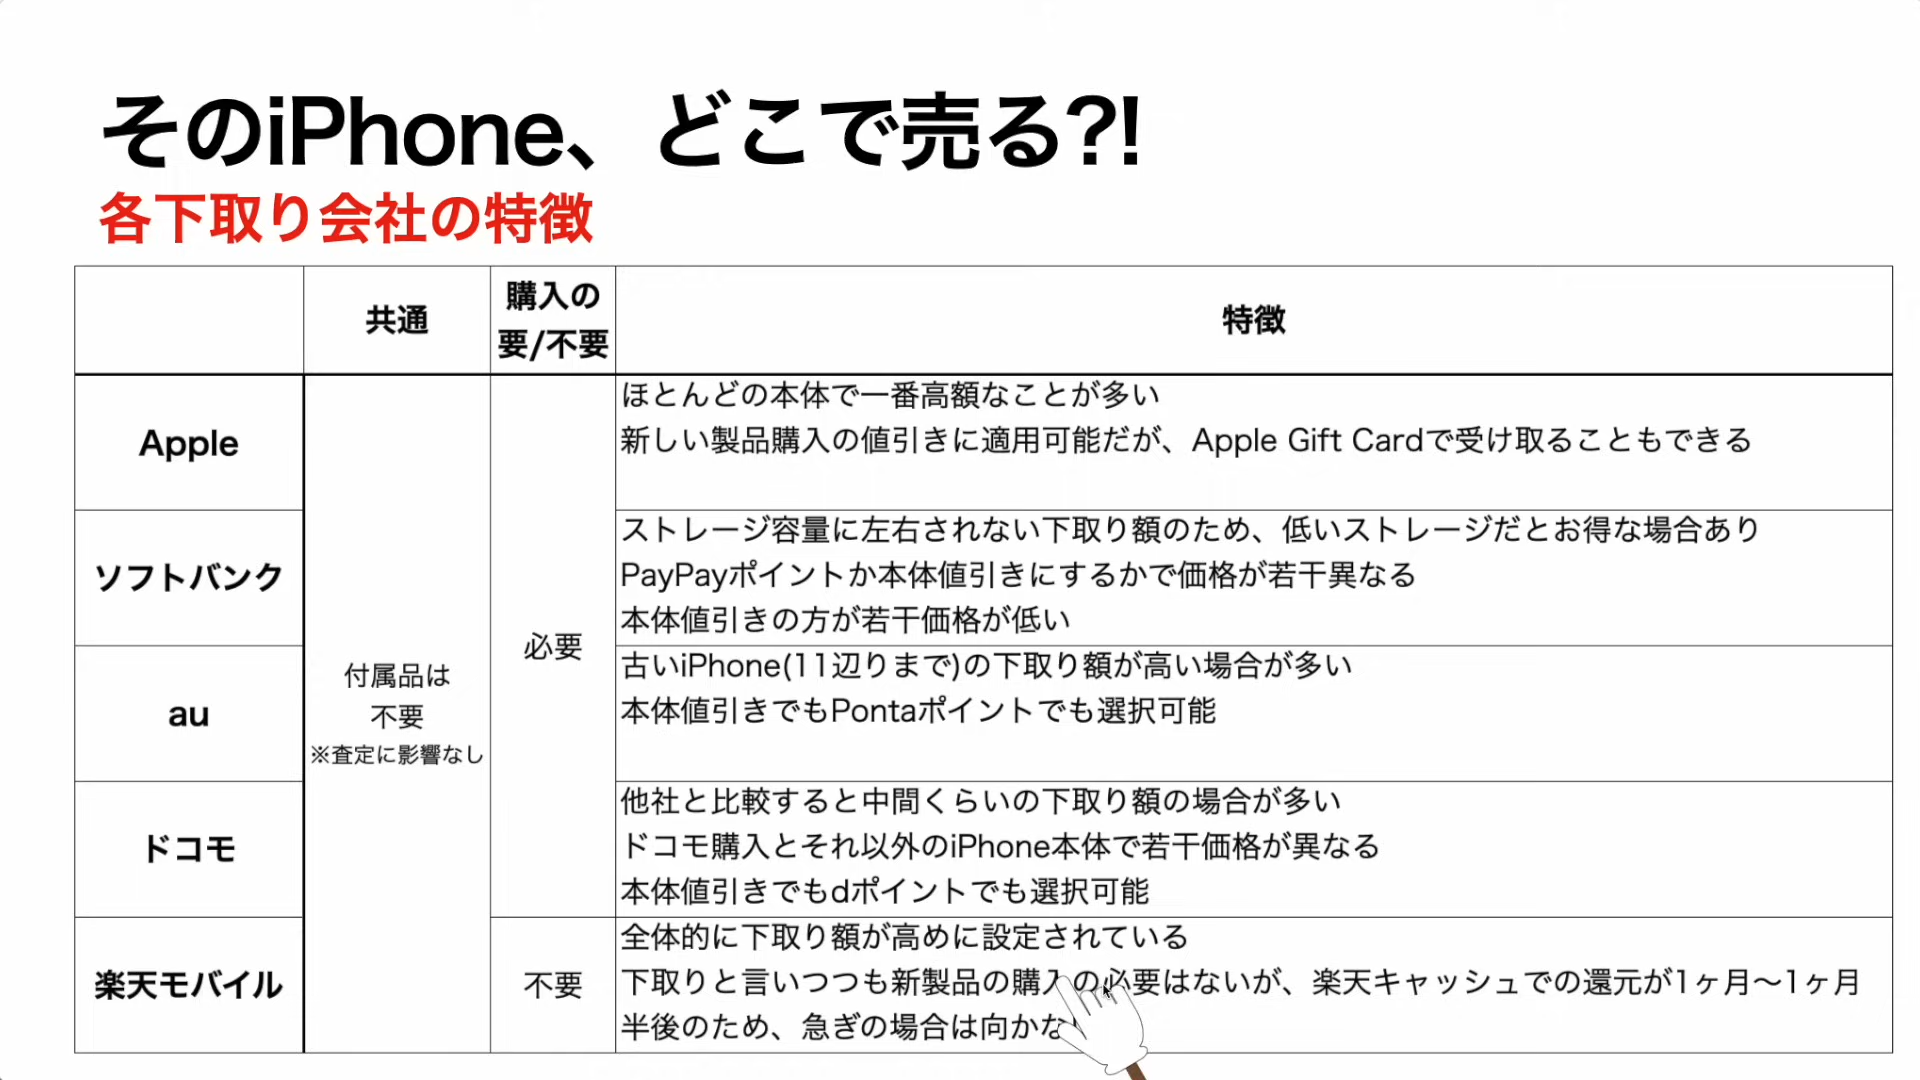 そのiPhone、どこで売る?!
各下取り会社の特徴
共通
購入の
要/不要
特徴
Apple
付属品は
不要
※査定に影響なし
必要
ほとんどの本体で一番高額なことが多い
新しい製品購入の値引きに適用可能だが、Apple Gift Cardで受け取ることもできる
ソフトバンク
ストレージ容量に左右されない下取り額のため、低いストレージだとお得な場合あり
PayPayポイントか本体値引きにするかで価格が若干異なる
本体値引きの方が若干価格が低い
au
古いiPhone(11辺りまで)の下取り額が高い場合が多い
本体値引きでもPontaポイントでも選択可能
ドコモ
他社と比較すると中間くらいの下取り額の場合が多い
ドコモ購入とそれ以外のiPhone本体で若干価格が異なる
本体値引きでもdポイントでも選択可能
楽天モバイル
不要
全体的に下取り額が高めに設定されている
下取りと言いつつも新製品の購入の必要はないが、楽天キャッシュでの還元が1ヶ月〜1ヶ月
半後のため、急ぎの場合は向かな